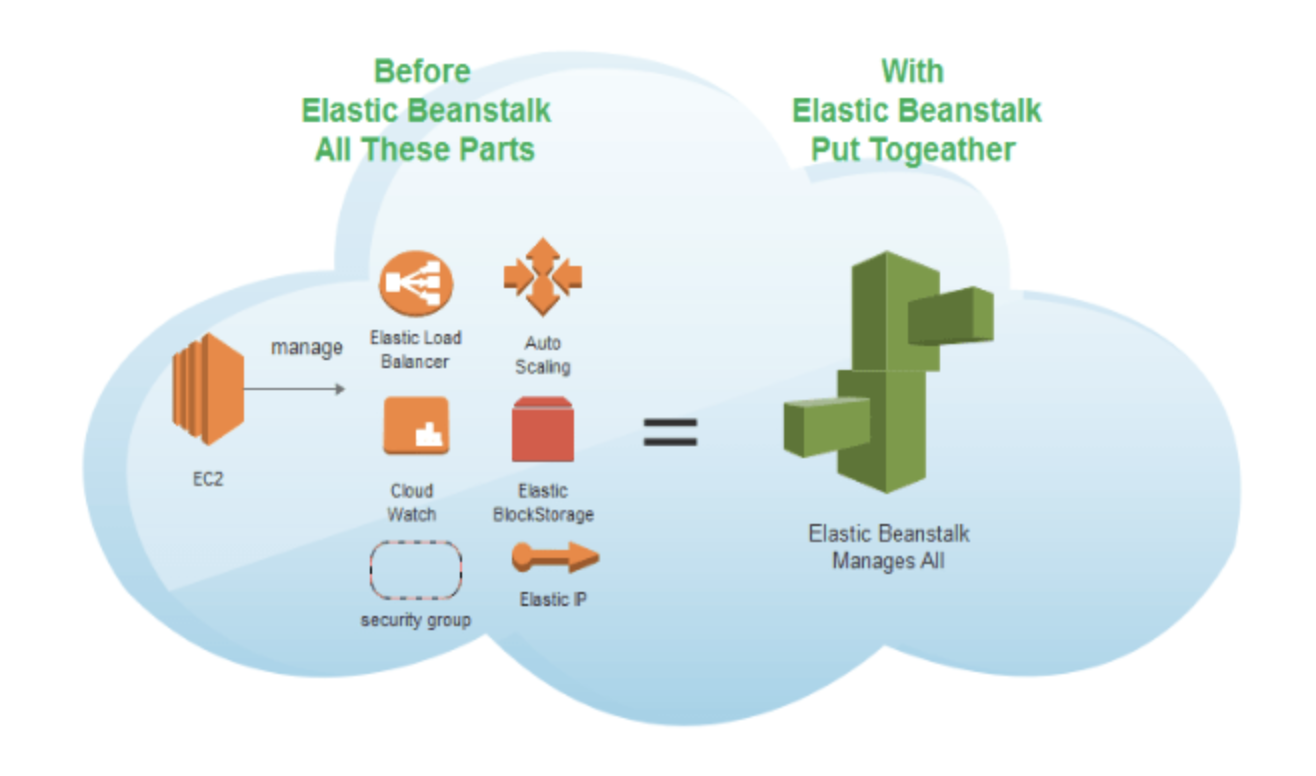 Before
Elastic Beanstalk
All These Parts
With
Elastic Beanstalk
Put Togeather
manage
EC2
Elastic Load
Balancer
Auto
Scaling
Cloud
Watch
Elastic
BlockStorage
security group
Elastic IP
=
Elastic Beanstalk
Manages All